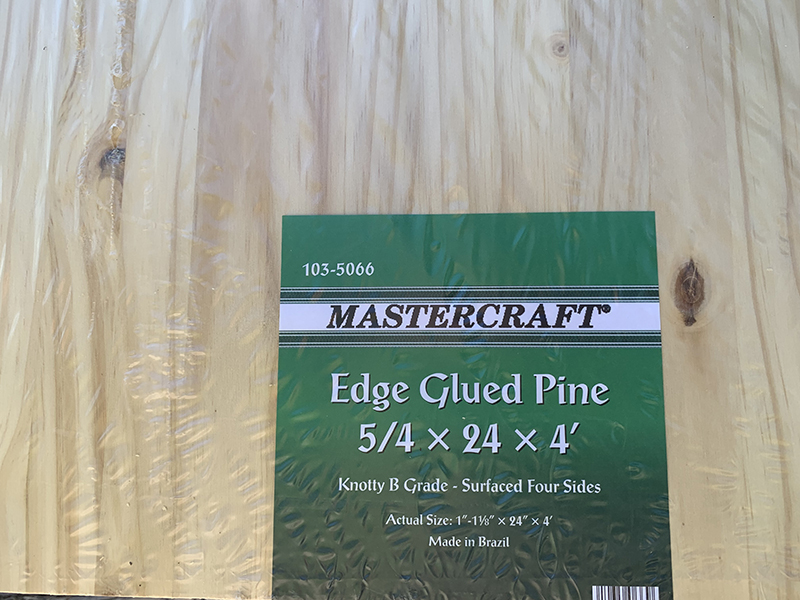 103-5066
MASTERCRAFT®
Edge Glued Pine
5/4 × 24 × 4′
Knotty B Grade - Surfaced Four Sides
Actual Size: 1″-1⅛″ × 24″ × 4′
Made in Brazil